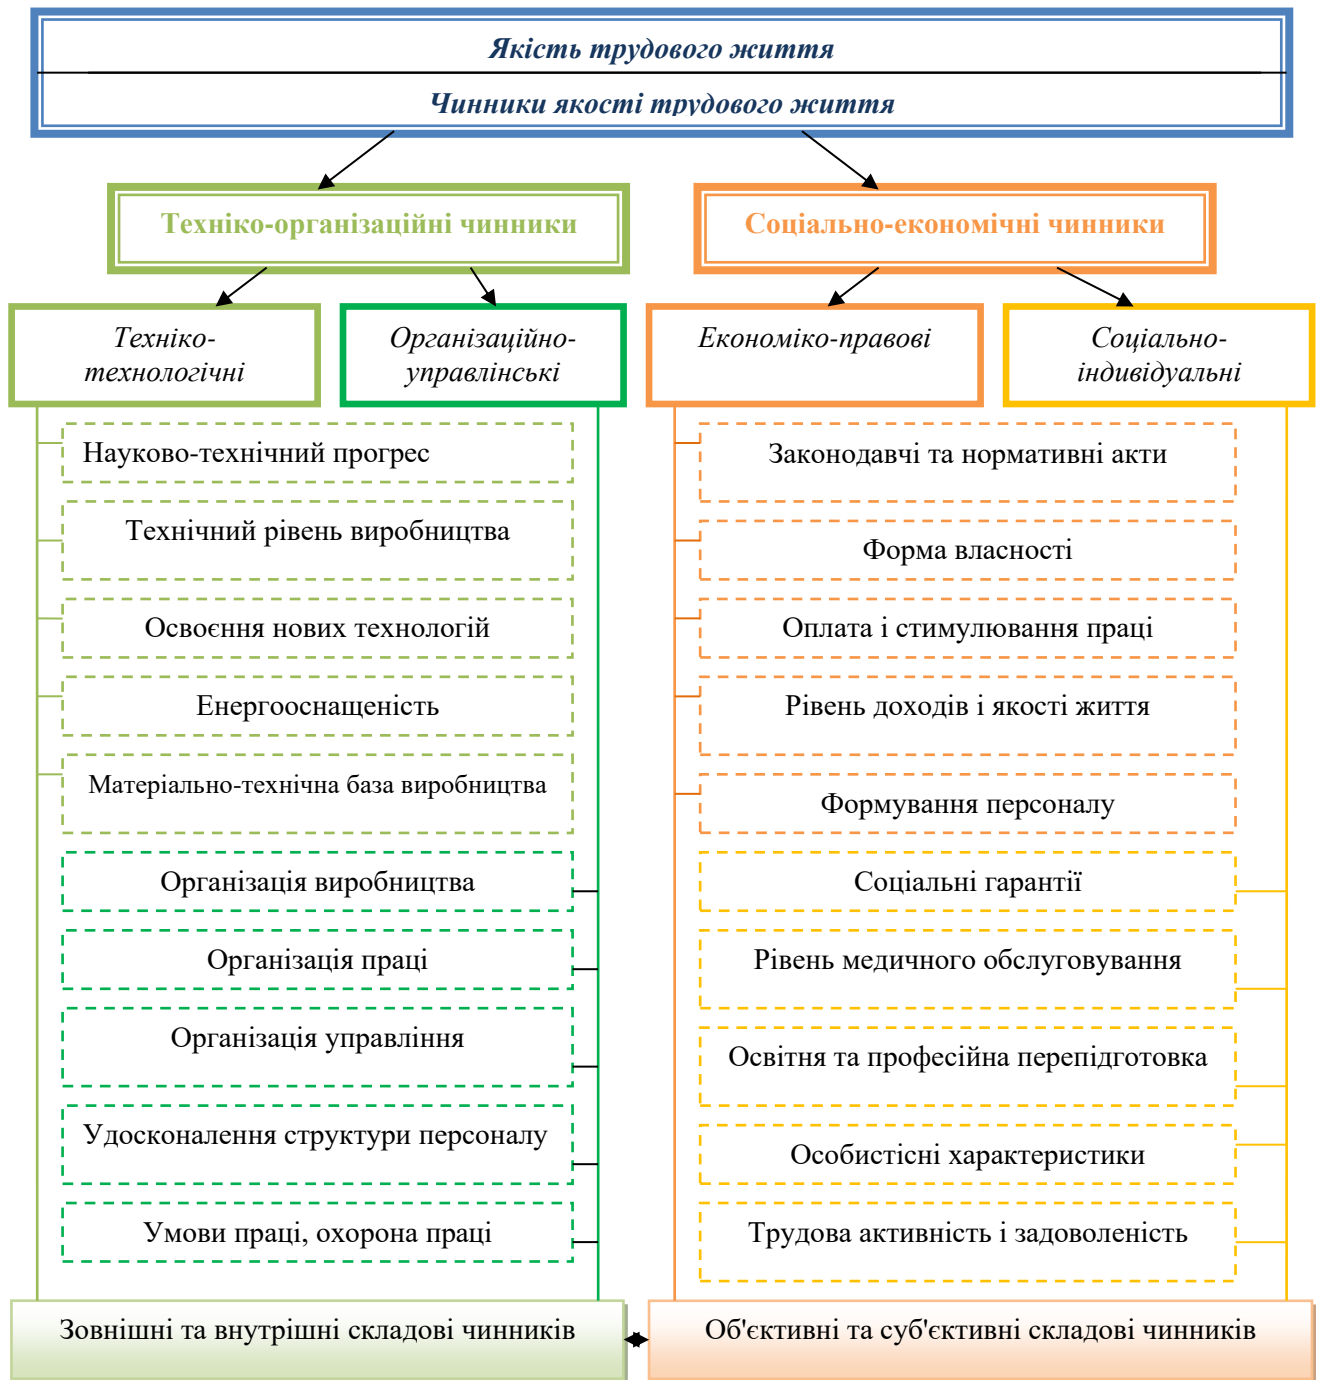 Якість трудового життя
Чинники якості трудового життя
Техніко-організаційні чинники
Соціально-економічні чинники
Техніко-
технологічні
Організаційно-
управлінські
Економіко-правові
Соціально-
індивідуальні
Науково-технічний прогрес
Технічний рівень виробництва
Освоєння нових технологій
Енергооснащеність
Матеріально-технічна база виробництва
Організація виробництва
Організація праці
Організація управління
Удосконалення структури персоналу
Умови праці, охорона праці
Законодавчі та нормативні акти
Форма власності
Оплата і стимулювання праці
Рівень доходів і якості життя
Формування персоналу
Соціальні гарантії
Рівень медичного обслуговування
Освітня та професійна перепідготовка
Особистісні характеристики
Трудова активність і задоволеність
Зовнішні та внутрішні складові чинників
Об'єктивні та суб'єктивні складові чинників